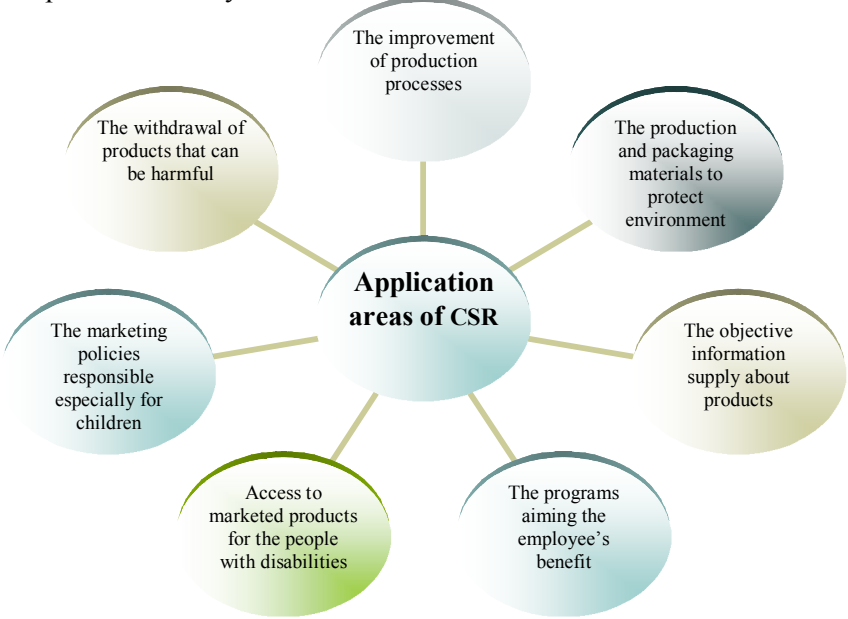 The improvement
of production
processes
The production
and packaging
materials to
protect
environment
The objective
information
supply about
products
The programs
aiming the
employee’s
benefit
Access to
marketed products
for the people
with disabilities
The marketing
policies
responsible
especially for
children
The withdrawal of
products that can
be harmful
Application
areas of CSR